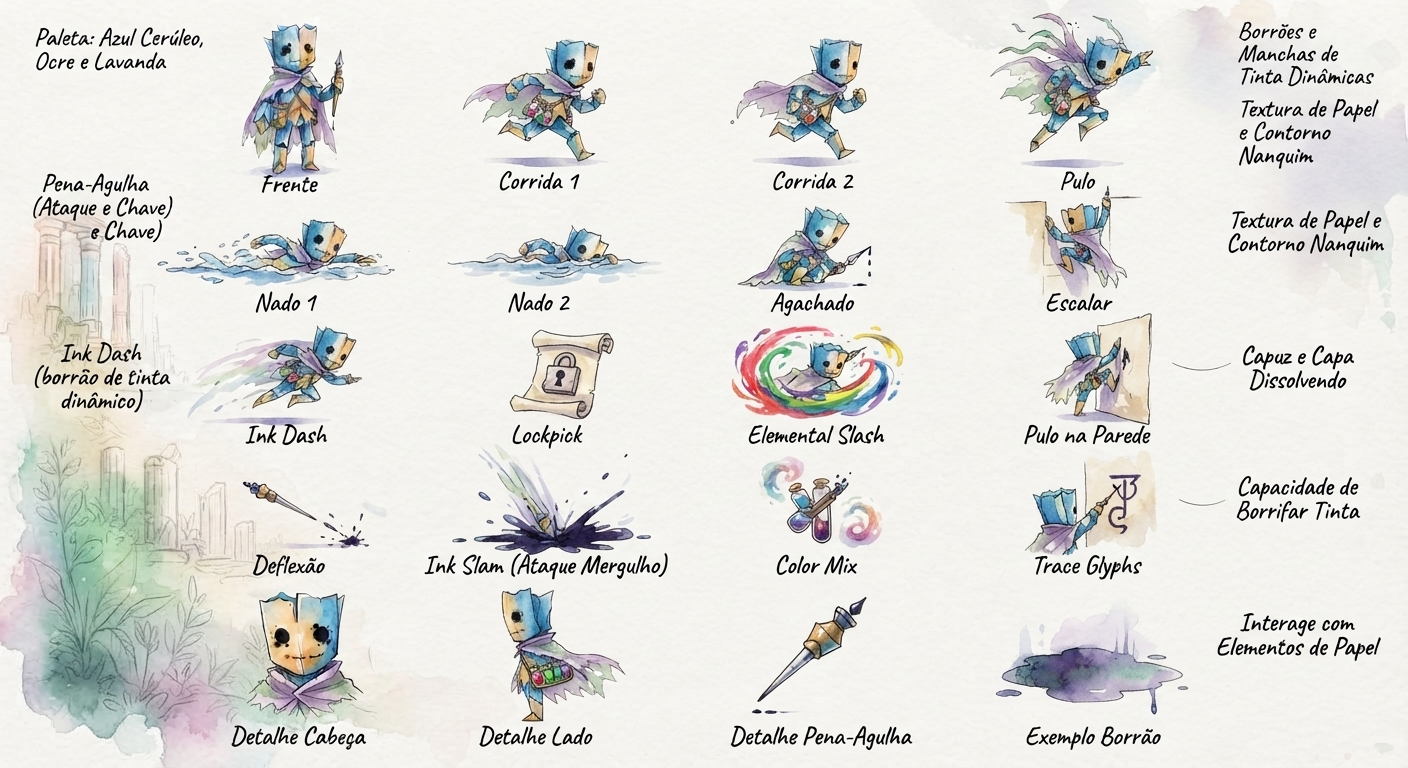 Paleta: Azul Cerúleo,
Ocre e Lavanda
Borrões e
Manchas de
Tinta Dinâmicas
Textura de Papel
e Contorno
Nanquim
Frente
Corrida 1
Corrida 2
Pulo
Pena-Agulha
(Ataque e Chave)
e Chave)
Textura de Papel e
Contorno Nanquim
Nado 1
Nado 2
Agachado
Escalar
Ink Dash
(borrão de tinta
dinâmico)
Capuz e Capa
Dissolvendo
Ink Dash
Lockpick
Elemental Slash
Pulo na Parede
Capacidade de
Borrifar Tinta
Deflexão
Ink Slam (Ataque Mergulho)
Color Mix
Trace Glyphs
Interage com
Elementos de Papel
Detalhe Cabeça
Detalhe Lado
Detalhe Pena-Agulha
Exemplo Borrão